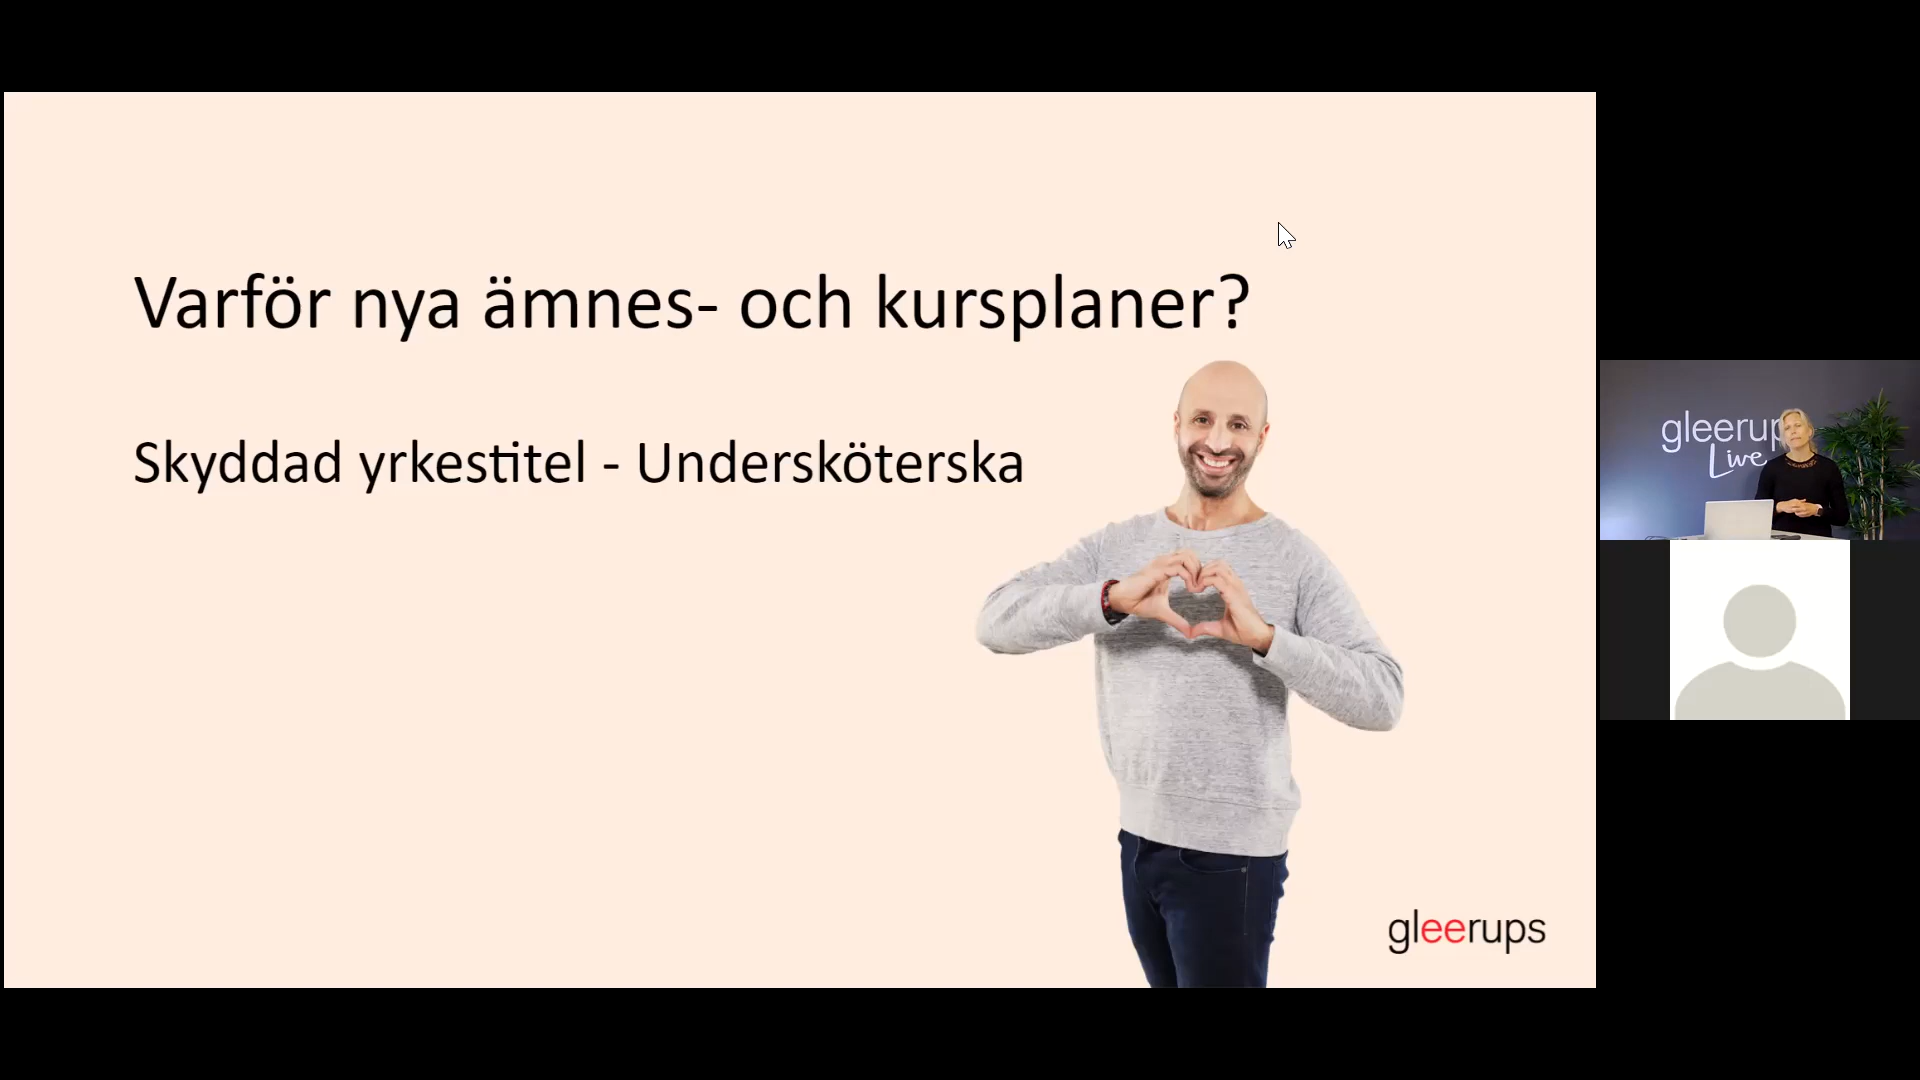 Varför nya ämnes- och kursplaner?
Skyddad yrkestitel - Undersköterska
gleerups
gleerup
Live